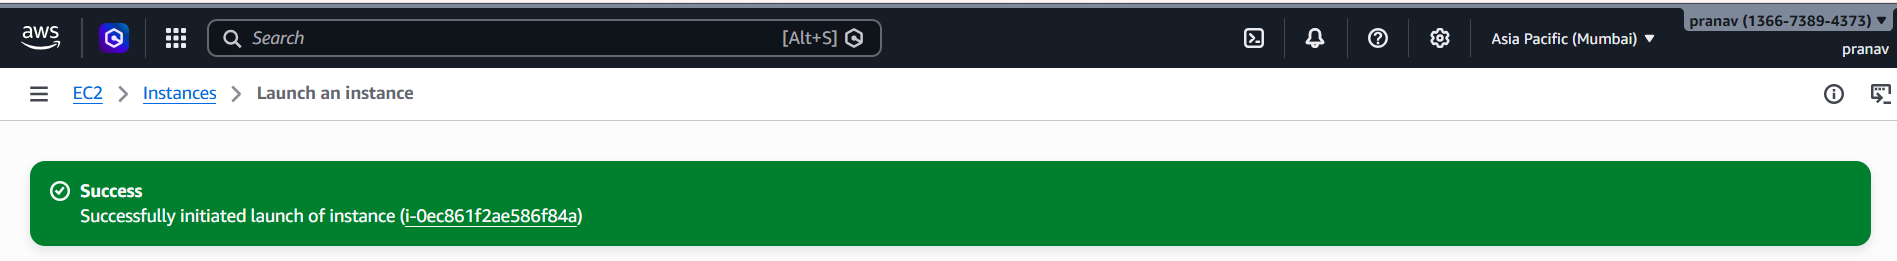 aws
Search
[Alt+S]
Asia Pacific (Mumbai)
pranav (1366-7389-4373)
pranav
EC2 > Instances > Launch an instance
Success
Successfully initiated launch of instance (i-0ec861f2ae586f84a)